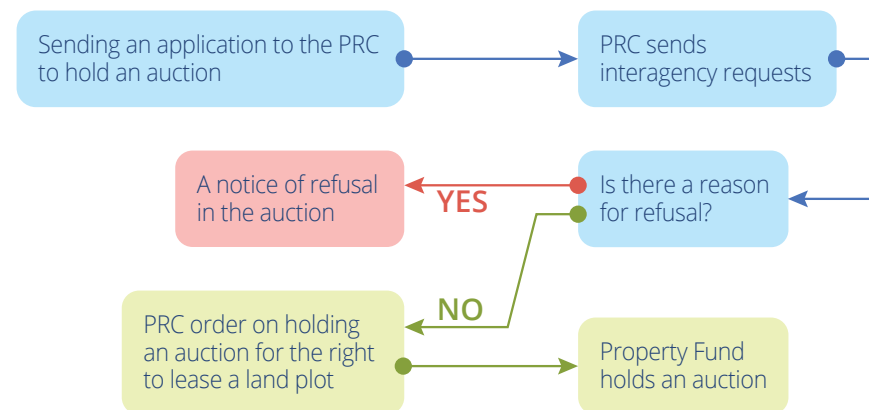 Sending an application to the PRC
to hold an auction
PRC sends
interagency requests
Is there a reason
for refusal?
YES
A notice of refusal
in the auction
NO
PRC order on holding
an auction for the right
to lease a land plot
Property Fund
holds an auction